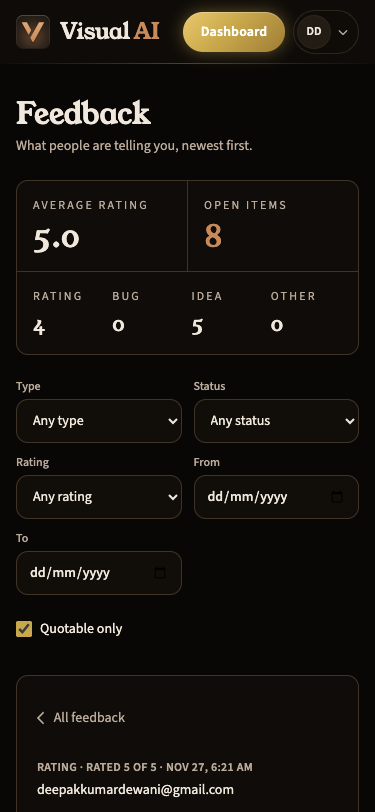 Visual AI
Dashboard
DD
Feedback
What people are telling you, newest first.
AVERAGE RATING
5.0
OPEN ITEMS
8
RATING
4
BUG
0
IDEA
5
OTHER
0
Type
Any type
Status
Any status
Rating
Any rating
From
dd/mm/yyyy
To
dd/mm/yyyy
Quotable only
All feedback
RATING · RATED 5 OF 5 · NOV 27, 6:21 AM
deepakkumardewani@gmail.com